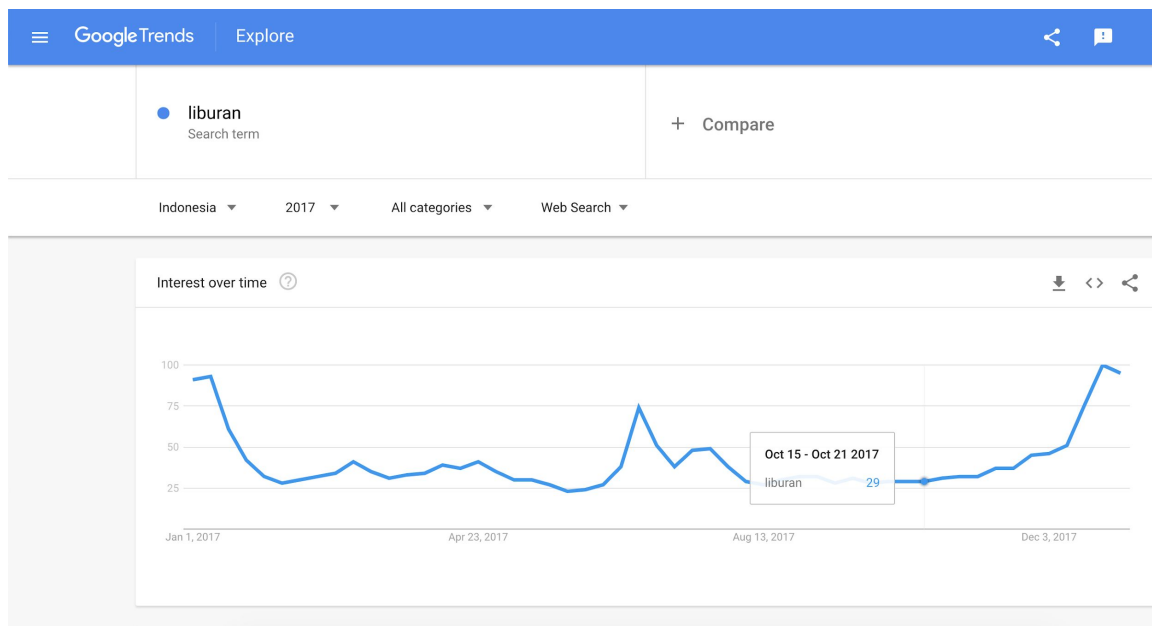 Google Trends Explore
liburan
Search term
+ Compare
Indonesia 2017 All categories Web Search
Interest over time ?
100
75
50
25
Oct 15 - Oct 21 2017
liburan 29
Jan 1, 2017 Apr 23, 2017 Aug 13, 2017 Dec 3, 2017